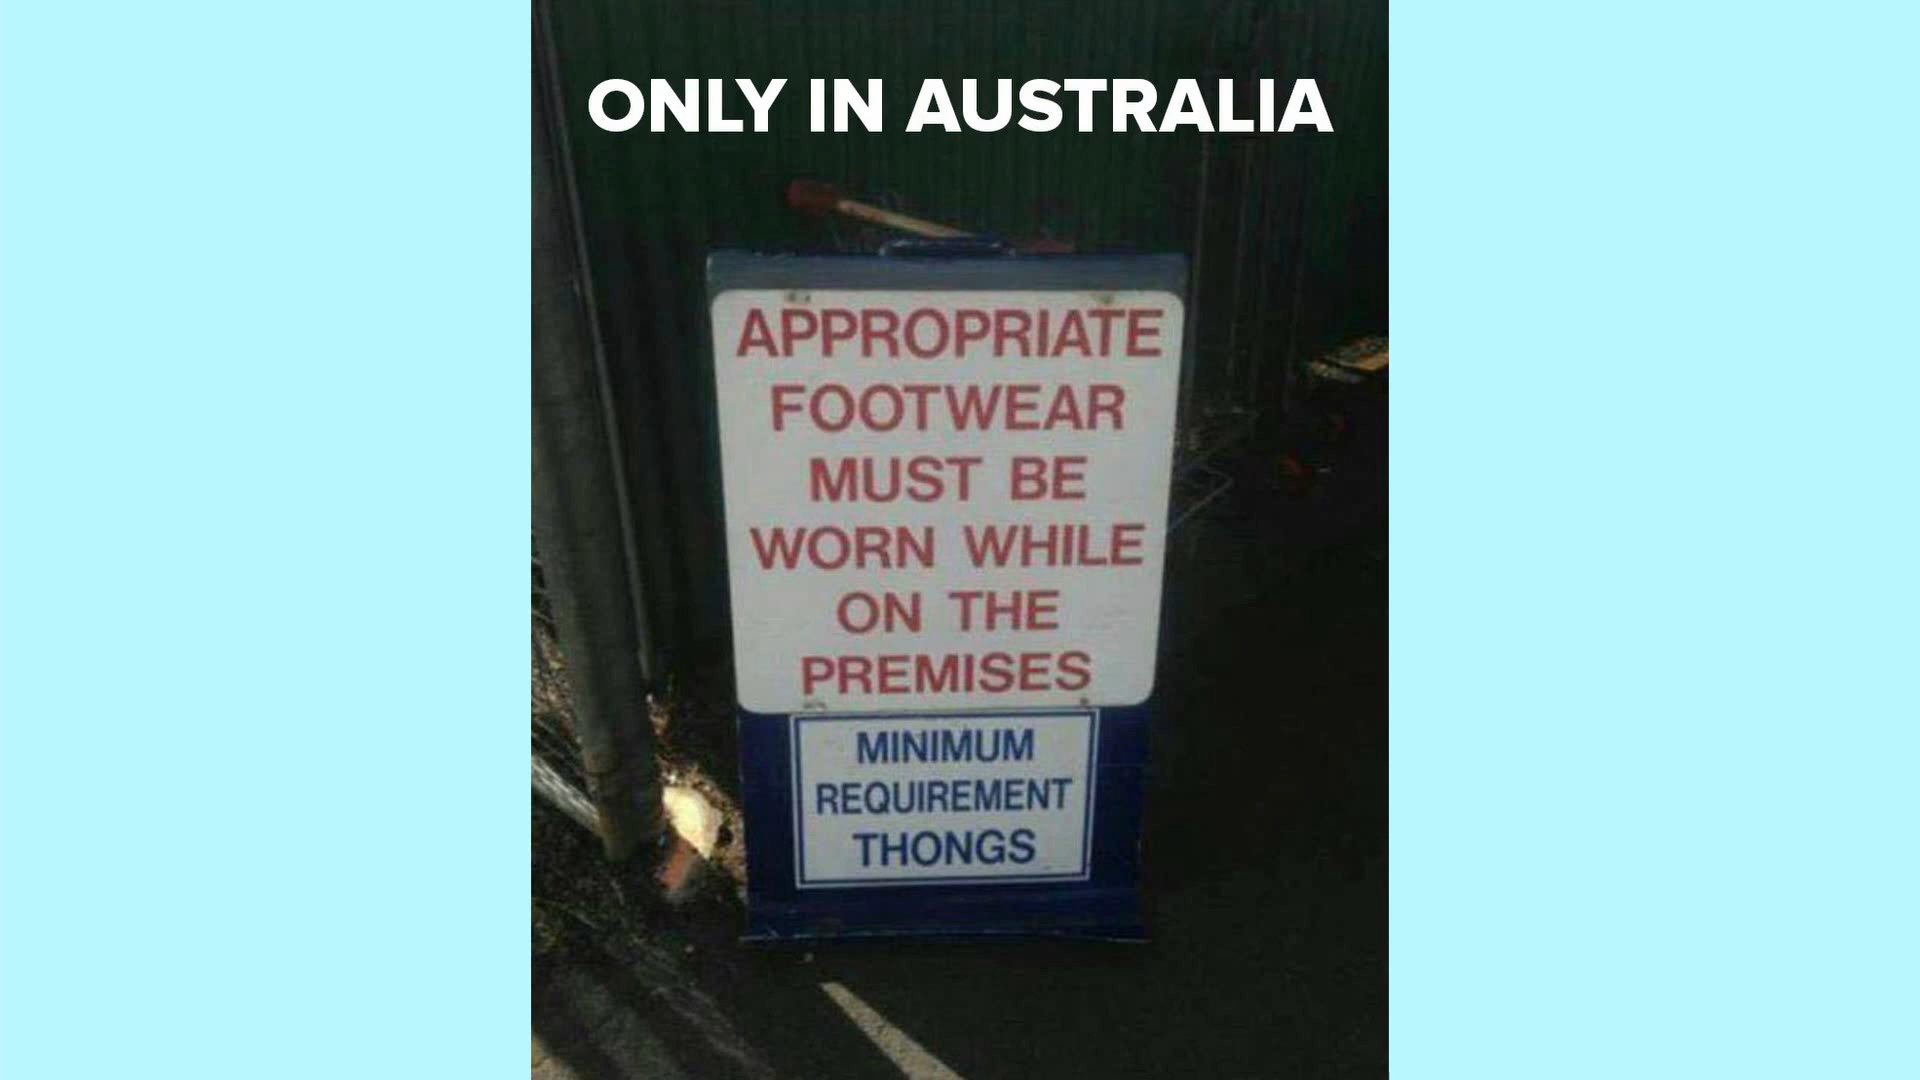 ONLY IN AUSTRALIA
APPROPRIATE
FOOTWEAR
MUST BE
WORN WHILE
ON THE
PREMISES
MINIMUM
REQUIREMENT
THONGS